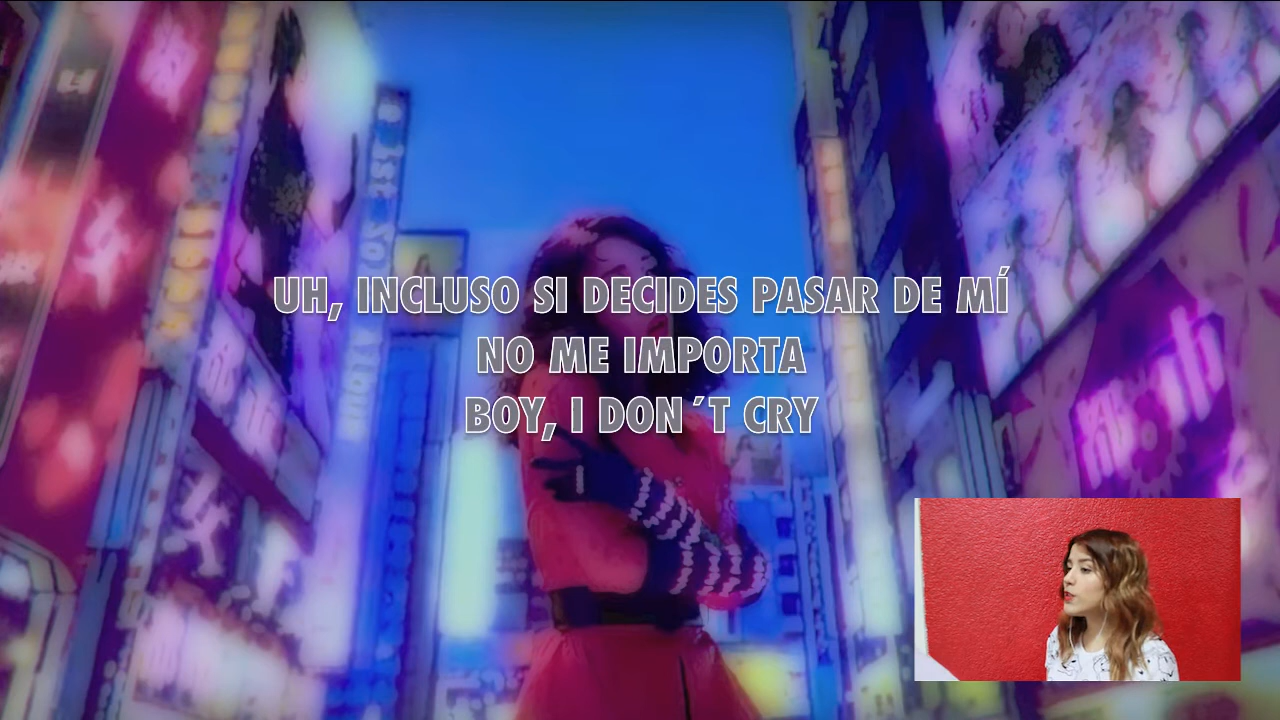 UH, INCLUSO SI DECIDES PASAR DE MÍ
NO ME IMPORTA
BOY, I DON´T CRY